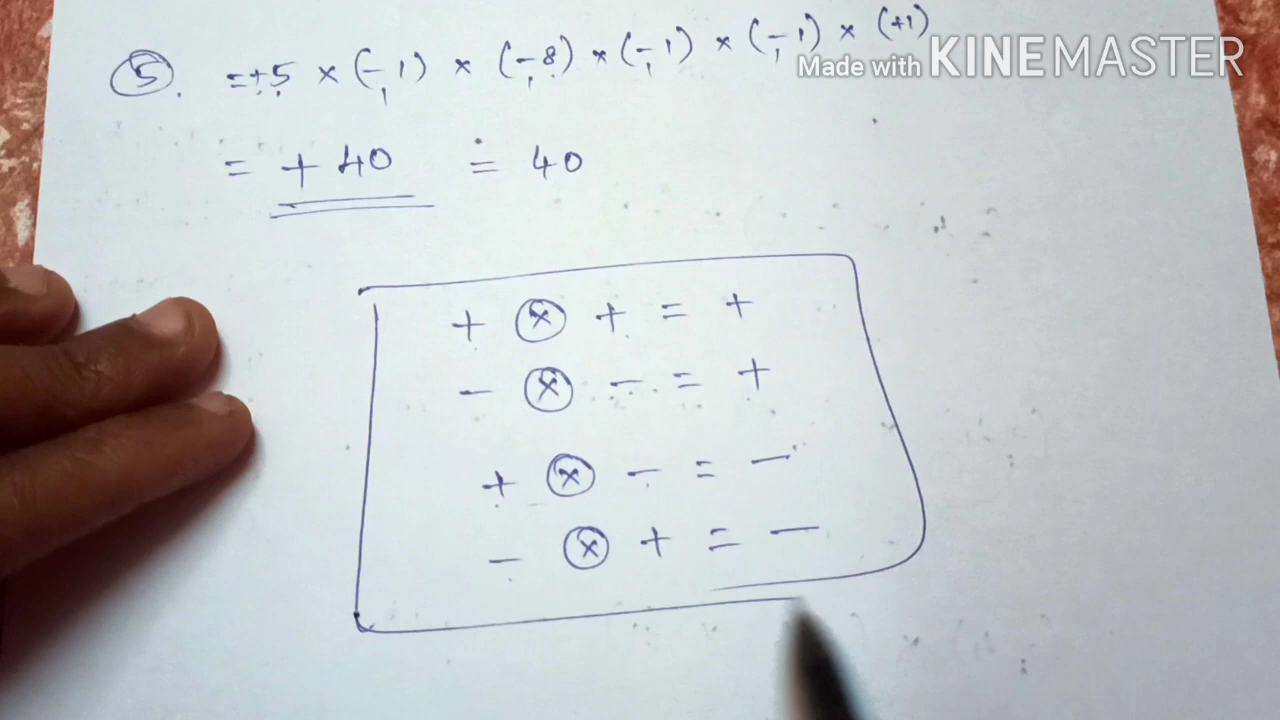 ⑤. = +5 × (-1) × (-8) × (-1) × (-1) × (+1)
Made with KINEMASTER
= +40 = 40
+ ⊗ + = +
- ⊗ - = +
+ ⊗ - = -
- ⊗ + = -